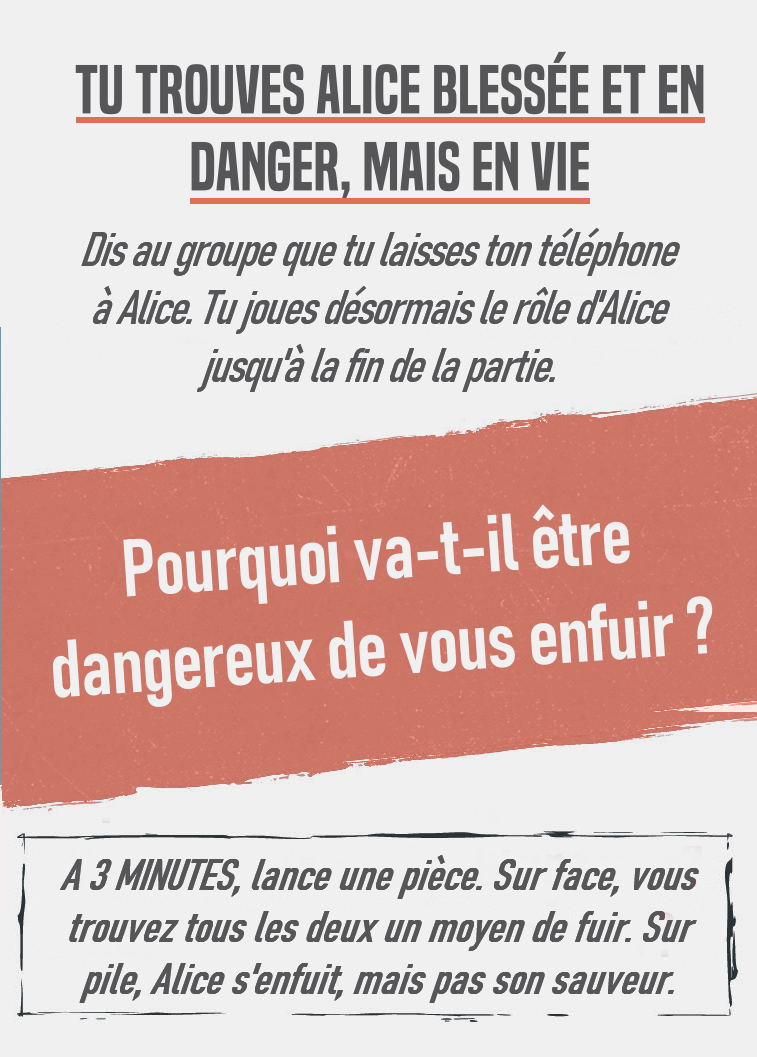 TU TROUVES ALICE BLESSÉE ET EN
DANGER, MAIS EN VIE
Dis au groupe que tu laisses ton téléphone
à Alice. Tu joues désormais le rôle d'Alice
jusqu'à la fin de la partie.
Pourquoi va-t-il être
dangereux de vous enfuir ?
A 3 MINUTES, lance une pièce. Sur face, vous
trouvez tous les deux un moyen de fuir. Sur
pile, Alice s'enfuit, mais pas son sauveur.